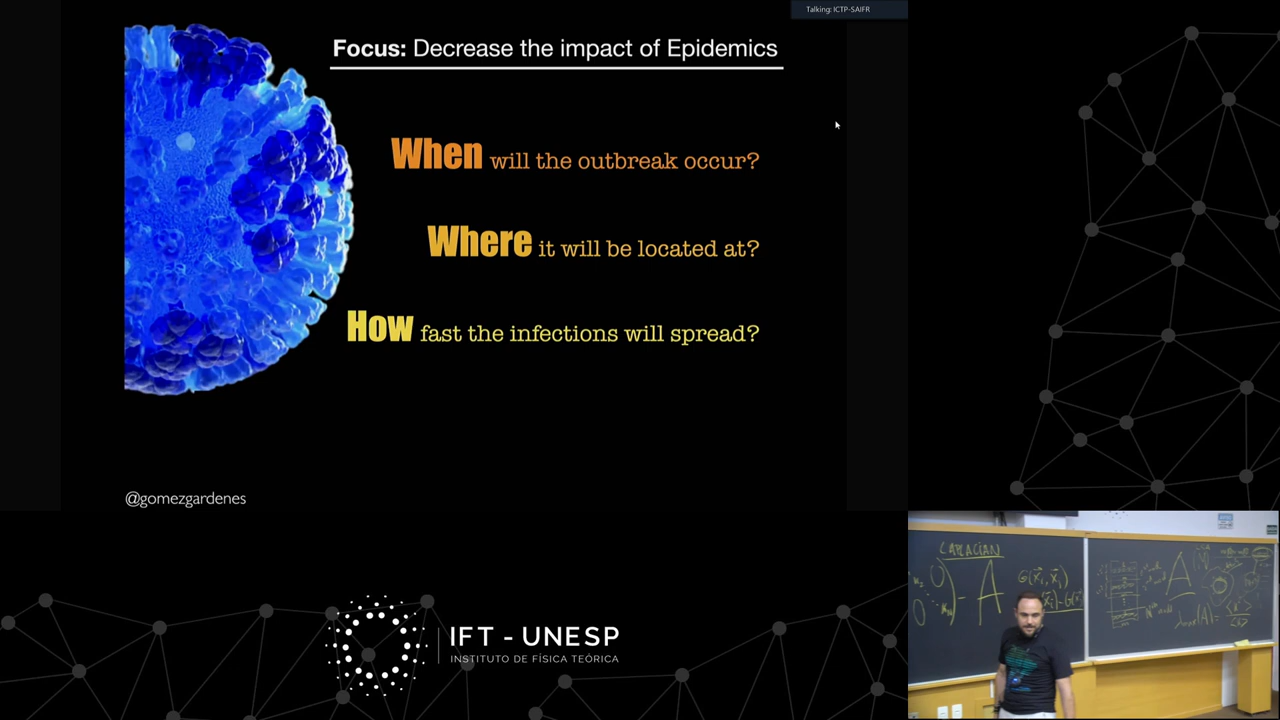 Talking: ICTP-SAIFR
Focus: Decrease the impact of Epidemics
When will the outbreak occur?
Where it will be located at?
How fast the infections will spread?
@gomezgardenes
IFT - UNESP
INSTITUTO DE FÍSICA TEÓRICA
LAPLACIAN